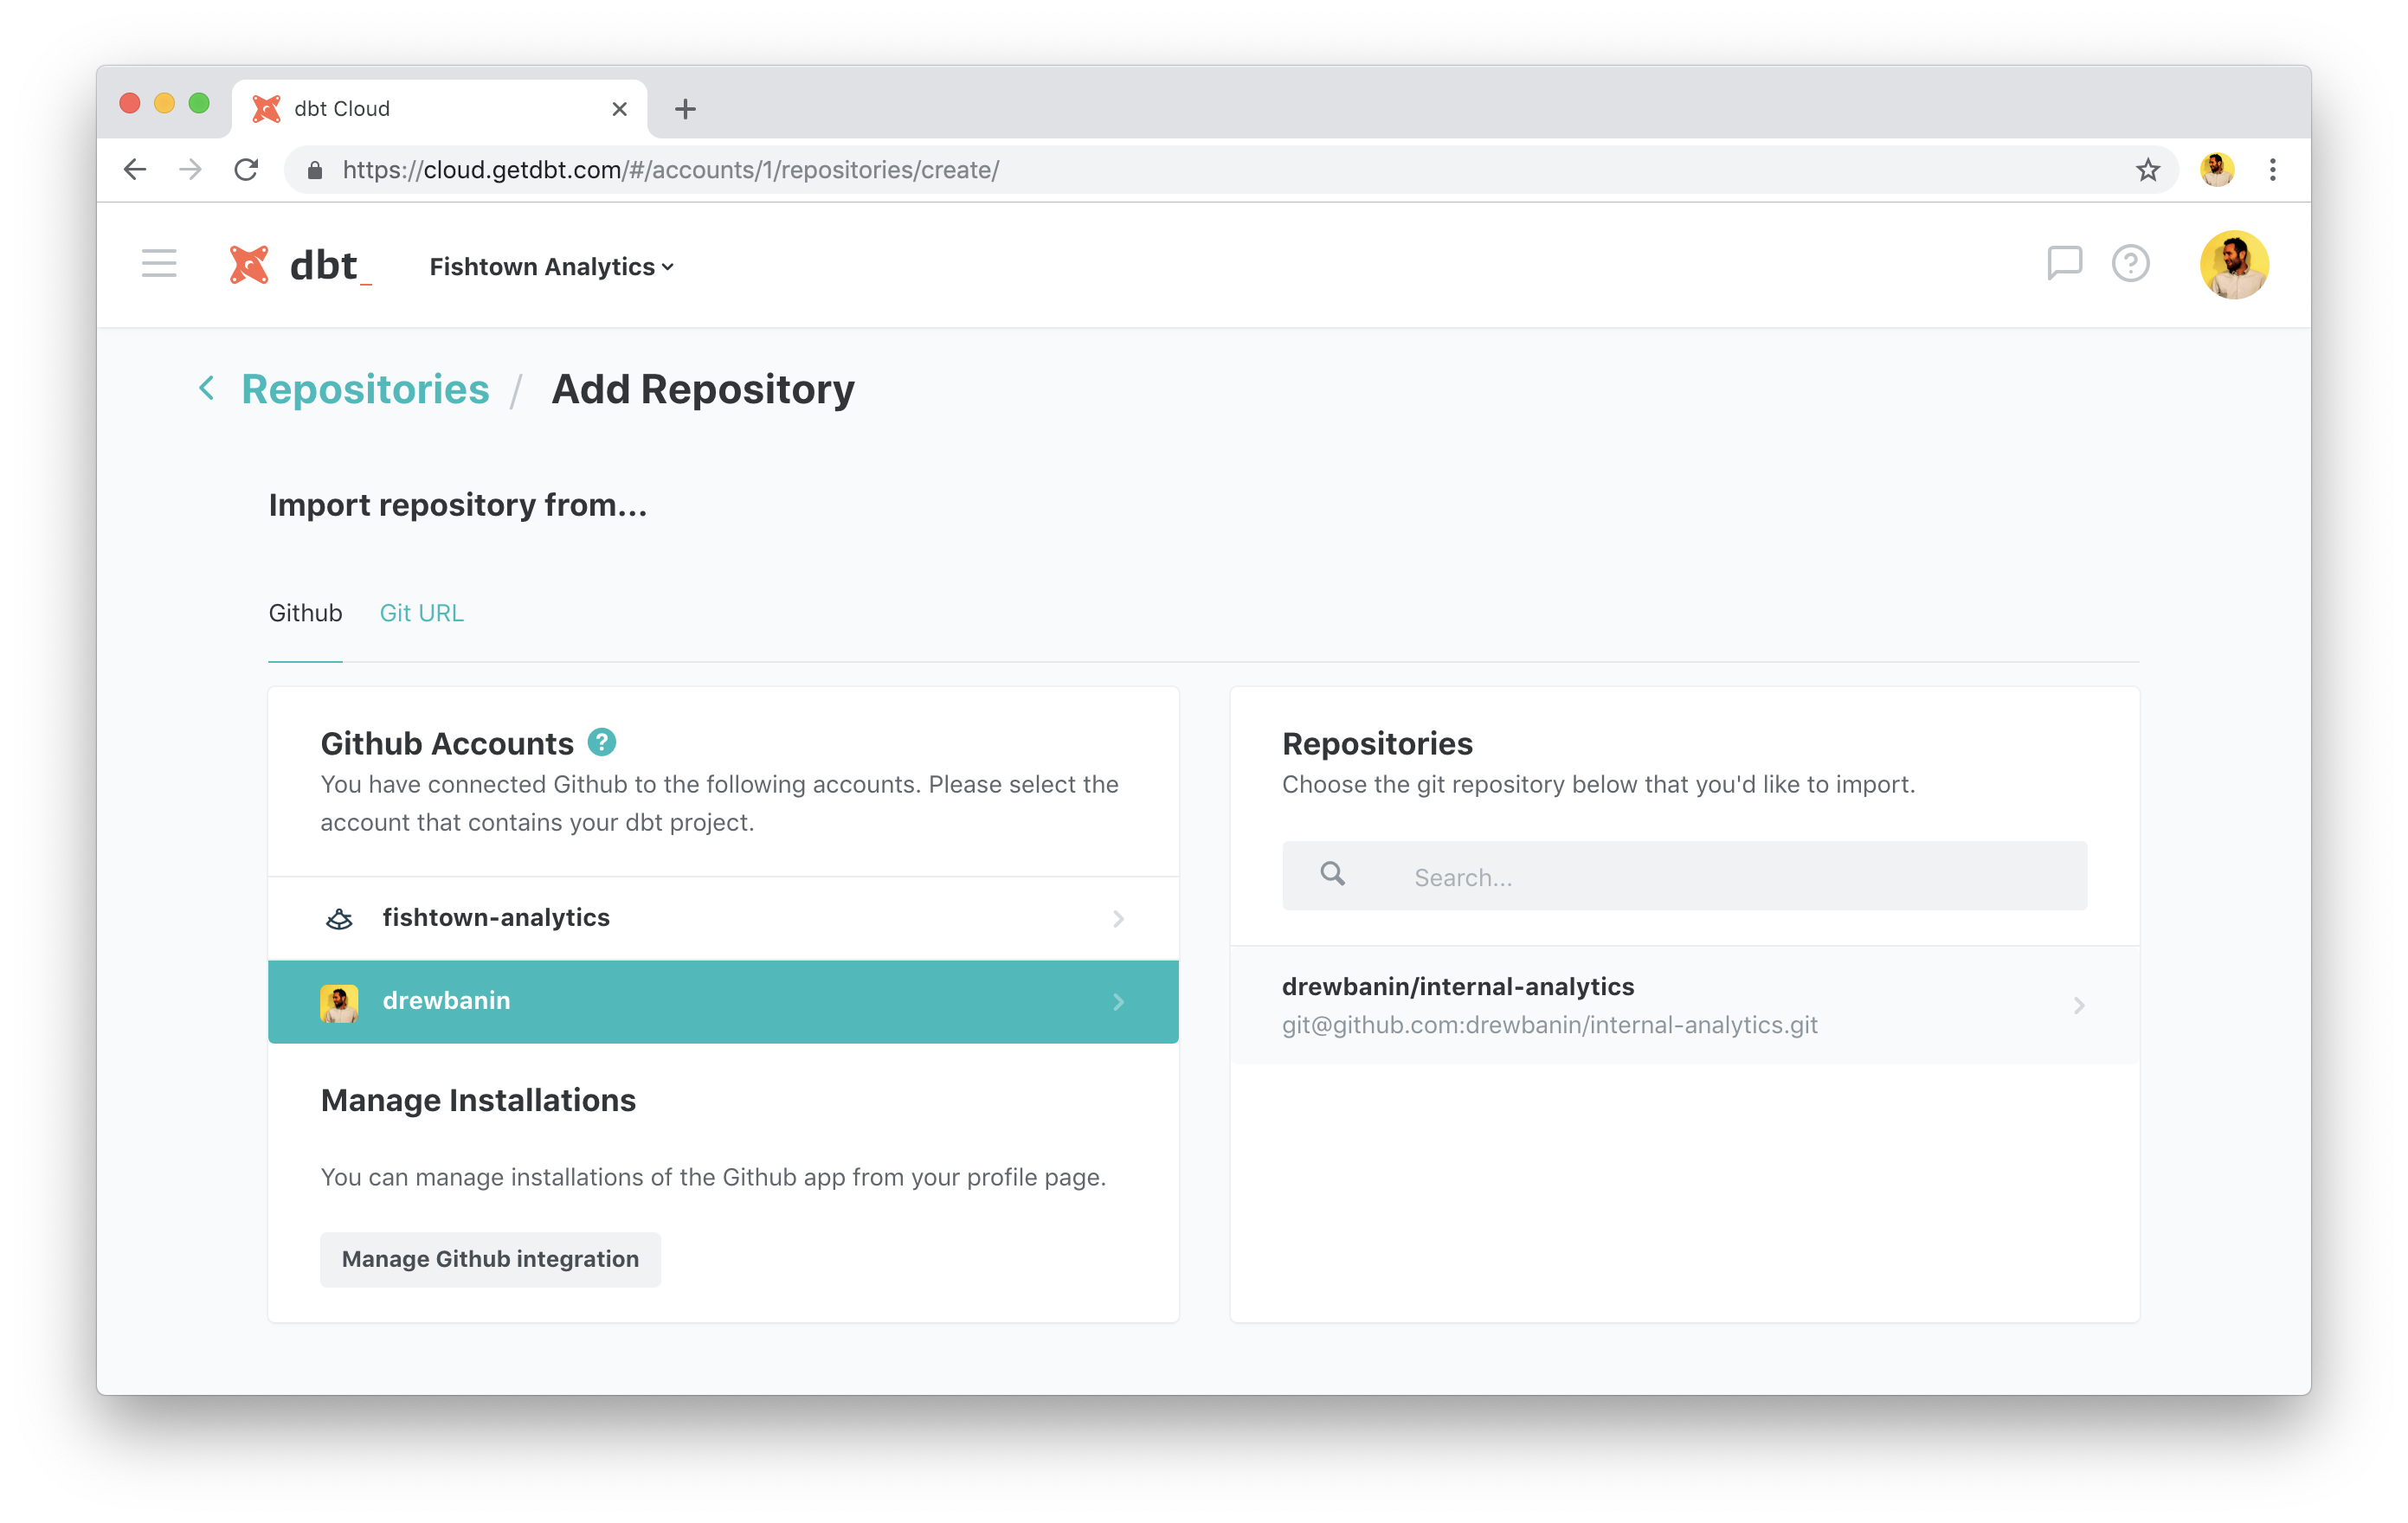 dbt Cloud
https://cloud.getdbt.com/#/accounts/1/repositories/create/
dbt_ Fishtown Analytics
Repositories / Add Repository
Import repository from...
Github Git URL
Github Accounts ?
You have connected Github to the following accounts. Please select the
account that contains your dbt project.
fishtown-analytics
drewbanin
Manage Installations
You can manage installations of the Github app from your profile page.
Manage Github integration
Repositories
Choose the git repository below that you'd like to import.
Search...
drewbanin/internal-analytics
git@github.com:drewbanin/internal-analytics.git